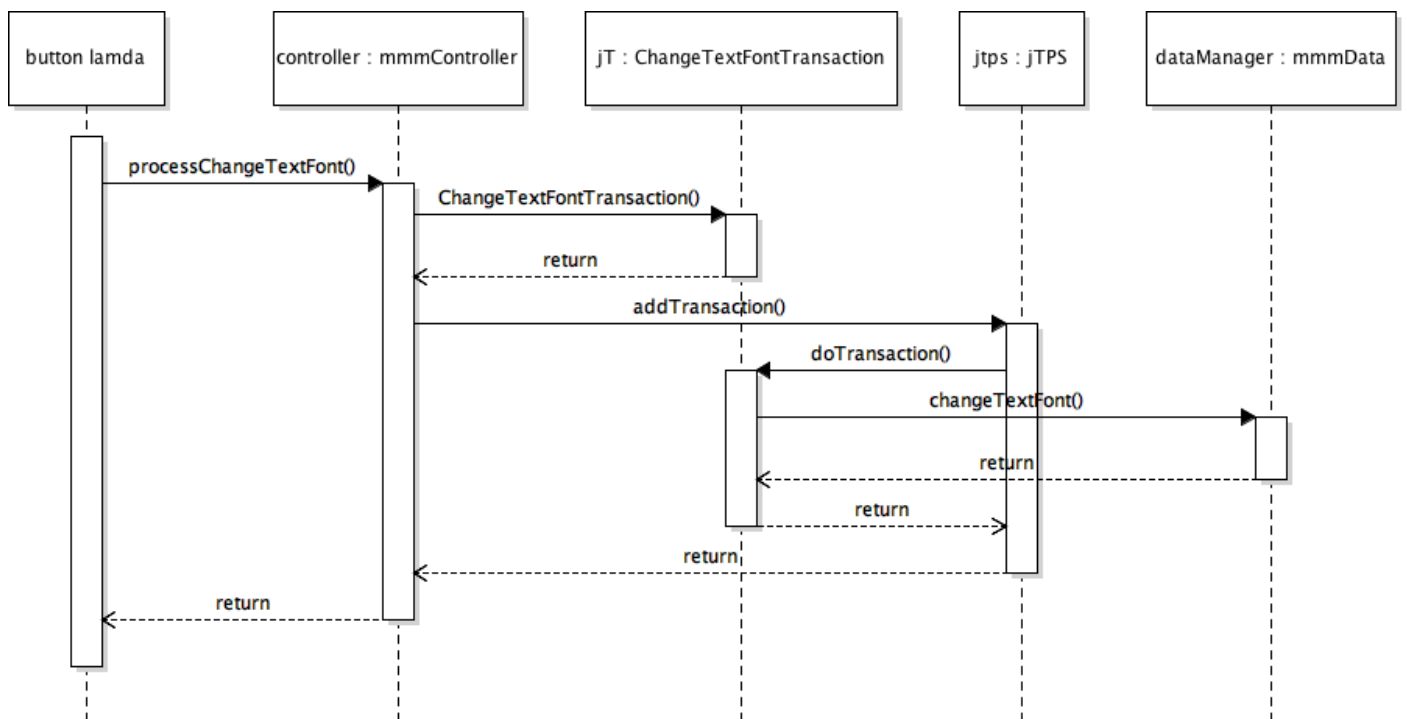 button lamda
controller : mmmController
jT : ChangeTextFontTransaction
jtps : jTPS
dataManager : mmmData
processChangeTextFont()
ChangeTextFontTransaction()
return
addTransaction()
doTransaction()
changeTextFont()
return
return
return
return